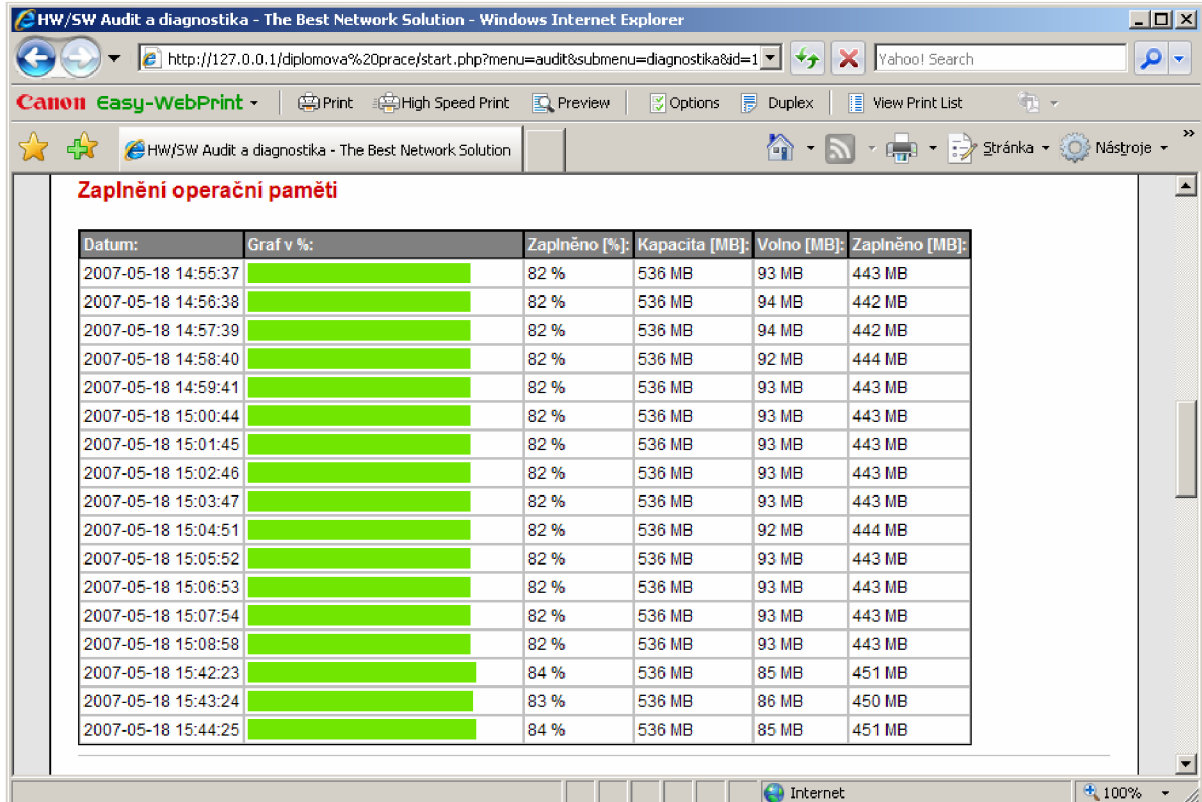 HW/SW Audit a diagnostika - The Best Network Solution - Windows Internet Explorer
http://127.0.0.1/diplomova%20prace/start.php?menu=audit&submenu=diagnostika&id=1 Yahoo! Search
Canon Easy-WebPrint Print High Speed Print Preview Options Duplex View Print List
HW/SW Audit a diagnostika - The Best Network Solution Stránka Nástroje »
Zaplnění operační paměti
Datum: Graf v %: Zaplněno [%]: Kapacita [MB]: Volno [MB]: Zaplněno [MB]:
2007-05-18 14:55:37 82 % 536 MB 93 MB 443 MB
2007-05-18 14:56:38 82 % 536 MB 94 MB 442 MB
2007-05-18 14:57:39 82 % 536 MB 94 MB 442 MB
2007-05-18 14:58:40 82 % 536 MB 92 MB 444 MB
2007-05-18 14:59:41 82 % 536 MB 93 MB 443 MB
2007-05-18 15:00:44 82 % 536 MB 93 MB 443 MB
2007-05-18 15:01:45 82 % 536 MB 93 MB 443 MB
2007-05-18 15:02:46 82 % 536 MB 93 MB 443 MB
2007-05-18 15:03:47 82 % 536 MB 93 MB 443 MB
2007-05-18 15:04:51 82 % 536 MB 92 MB 444 MB
2007-05-18 15:05:52 82 % 536 MB 93 MB 443 MB
2007-05-18 15:06:53 82 % 536 MB 93 MB 443 MB
2007-05-18 15:07:54 82 % 536 MB 93 MB 443 MB
2007-05-18 15:08:58 82 % 536 MB 93 MB 443 MB
2007-05-18 15:42:23 84 % 536 MB 85 MB 451 MB
2007-05-18 15:43:24 83 % 536 MB 86 MB 450 MB
2007-05-18 15:44:25 84 % 536 MB 85 MB 451 MB
Internet 100%